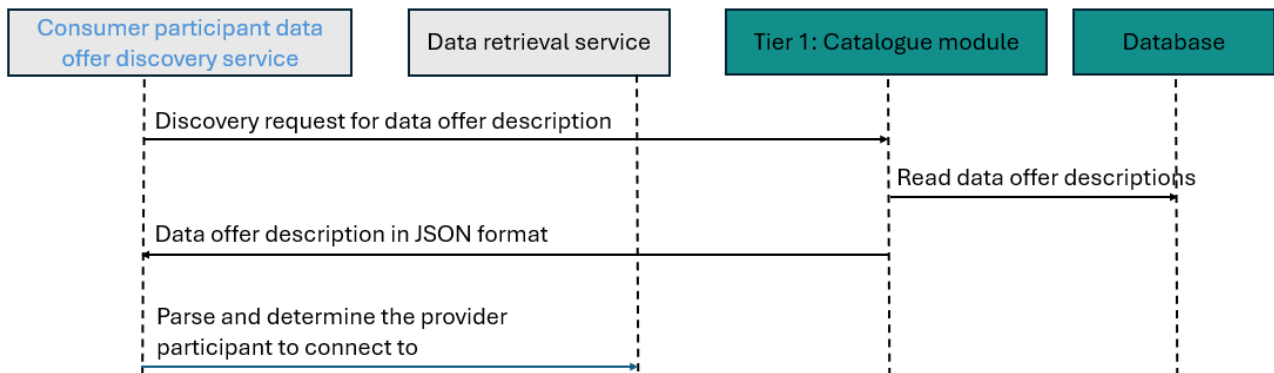 Consumer participant data
offer discovery service
Data retrieval service
Tier 1: Catalogue module
Database
Discovery request for data offer description
Read data offer descriptions
Data offer description in JSON format
Parse and determine the provider
participant to connect to